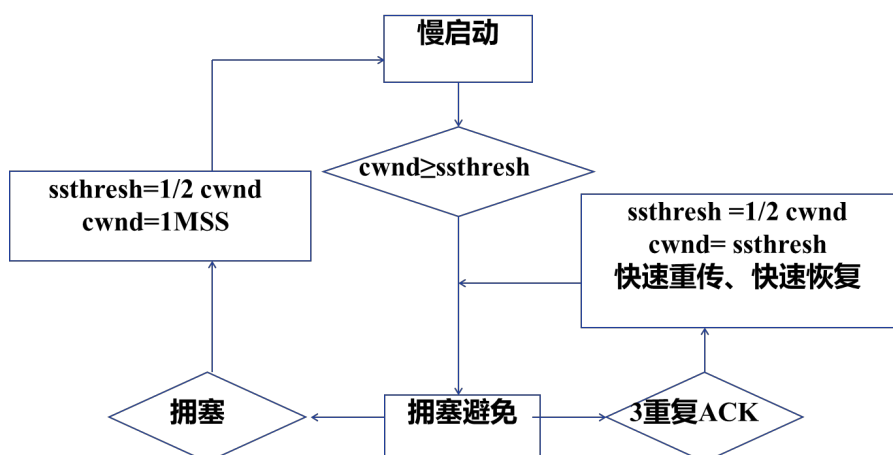 慢启动
cwnd≥ssthresh
ssthresh=1/2 cwnd
cwnd=1MSS
ssthresh =1/2 cwnd
cwnd= ssthresh
快速重传、快速恢复
拥塞
拥塞避免
3重复ACK